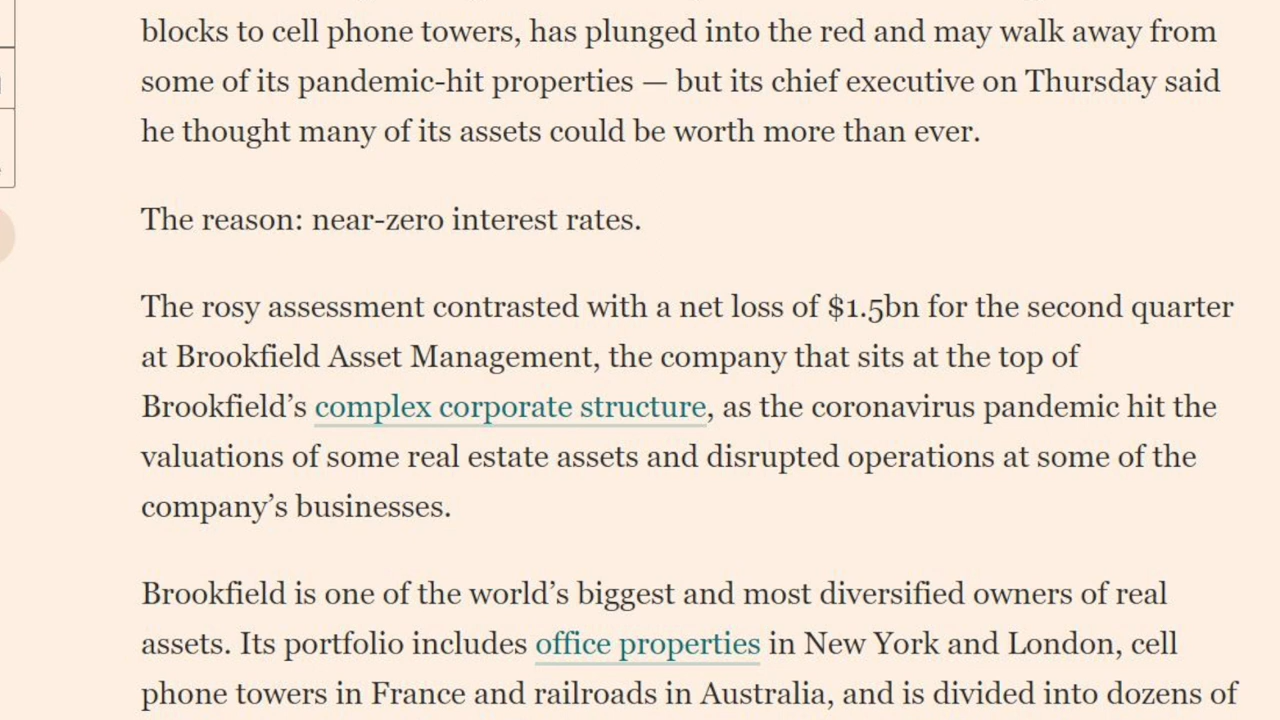 blocks to cell phone towers, has plunged into the red and may walk away from
some of its pandemic-hit properties — but its chief executive on Thursday said
he thought many of its assets could be worth more than ever.
The reason: near-zero interest rates.
The rosy assessment contrasted with a net loss of $1.5bn for the second quarter
at Brookfield Asset Management, the company that sits at the top of
Brookfield’s complex corporate structure, as the coronavirus pandemic hit the
valuations of some real estate assets and disrupted operations at some of the
company’s businesses.
Brookfield is one of the world’s biggest and most diversified owners of real
assets. Its portfolio includes office properties in New York and London, cell
phone towers in France and railroads in Australia, and is divided into dozens of